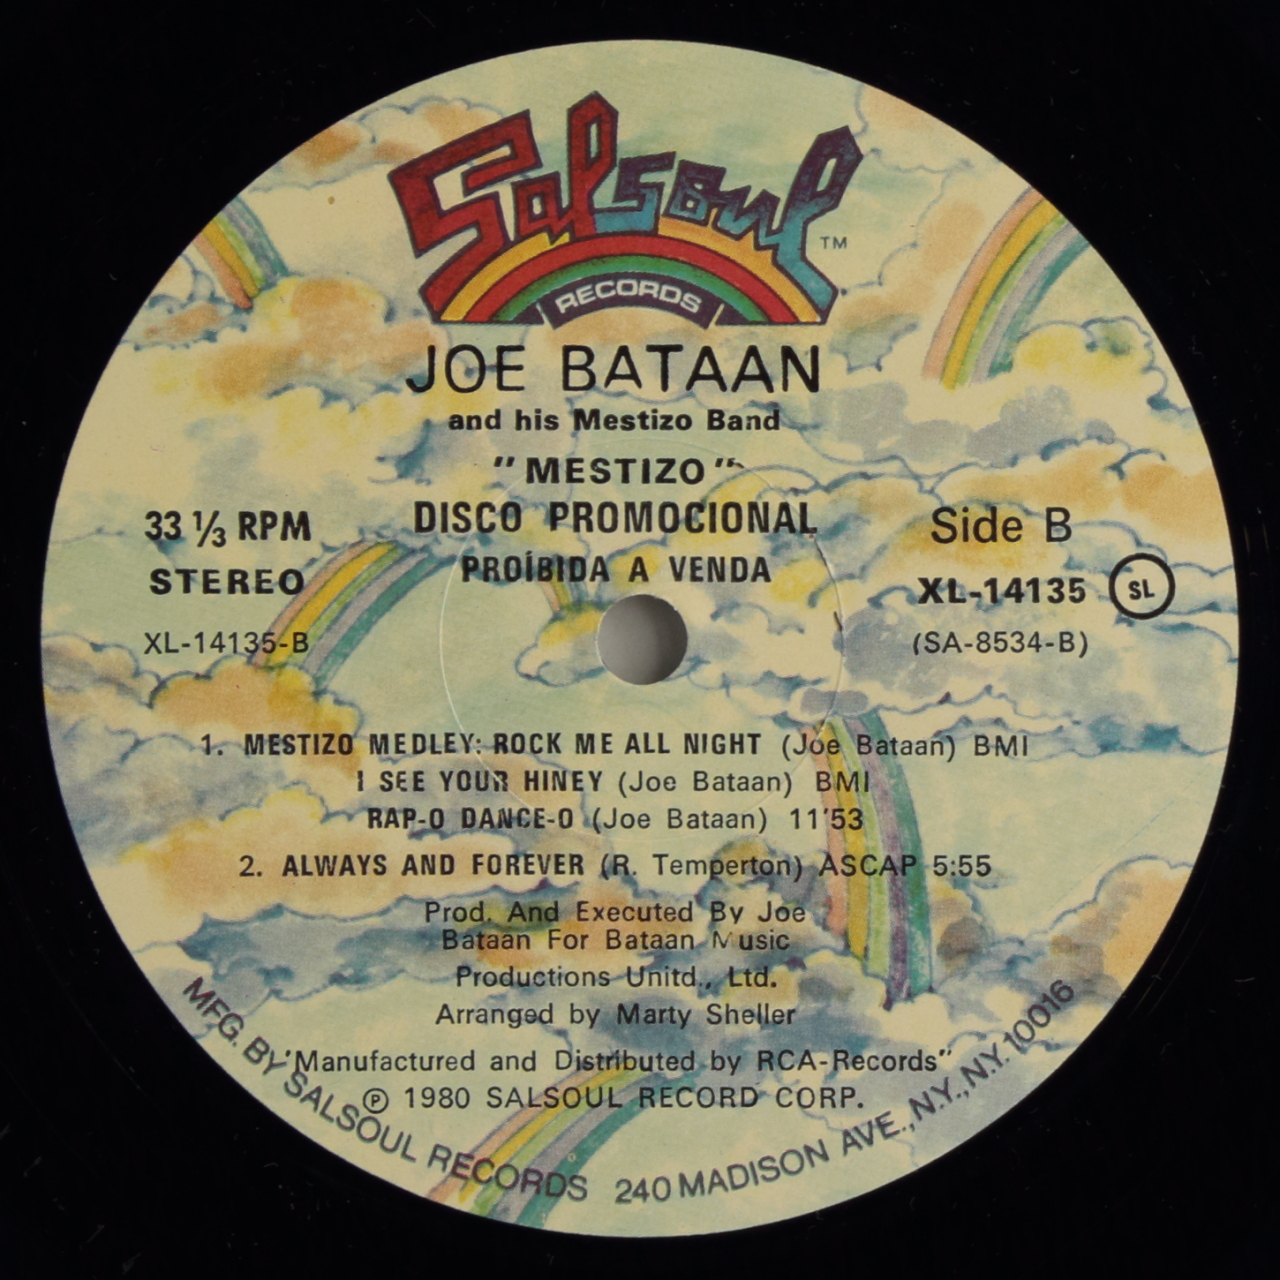 Salsoul TM
RECORDS
JOE BATAAN
and his Mestizo Band
"MESTIZO"
DISCO PROMOCIONAL
PROÍBIDA A VENDA
33 1/3 RPM
STEREO
XL-14135-B
Side B
XL-14135 SL
(SA-8534-B)
1. MESTIZO MEDLEY: ROCK ME ALL NIGHT (Joe Bataan) BMI
I SEE YOUR HINEY (Joe Bataan) BMI
RAP-O DANCE-O (Joe Bataan) 11'53
2. ALWAYS AND FOREVER (R. Temperton) ASCAP 5:55
Prod. And Executed By Joe
Bataan For Bataan Music
Productions Unitd., Ltd.
Arranged by Marty Sheller
"Manufactured and Distributed by RCA-Records"
℗ 1980 SALSOUL RECORD CORP.
MFG. BY SALSOUL RECORDS 240 MADISON AVE., N.Y., N.Y. 10016